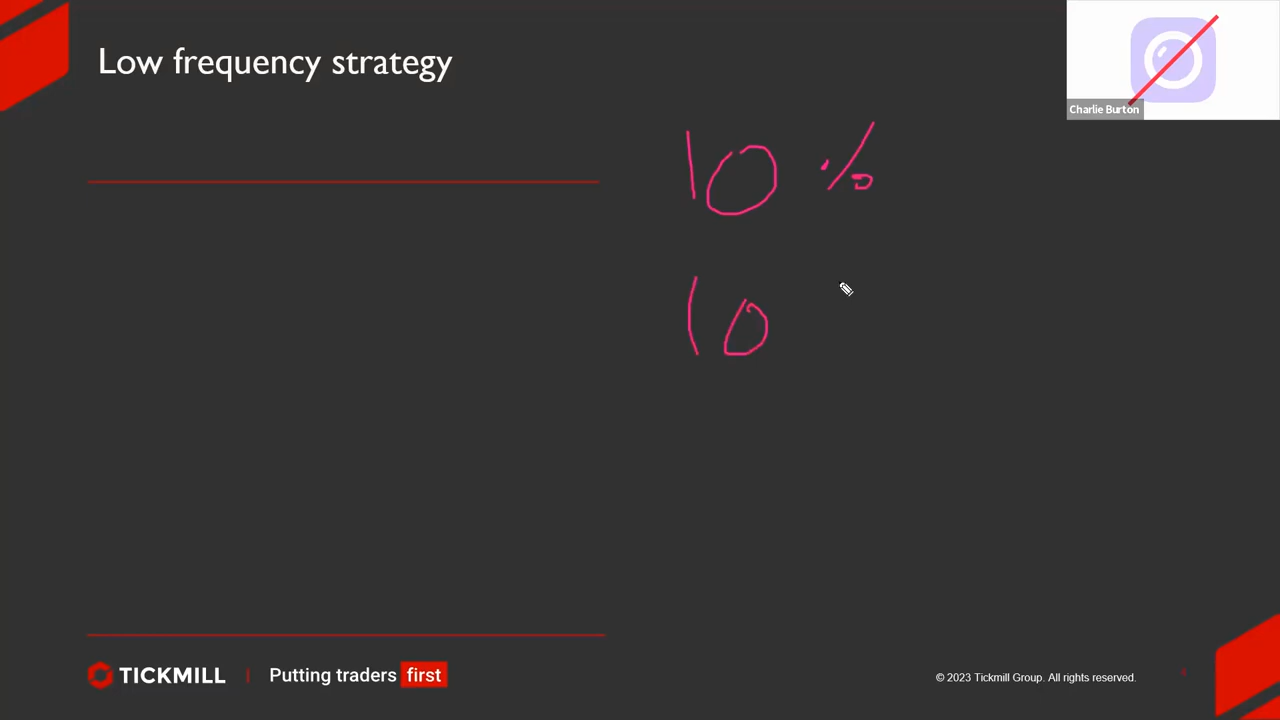 Low frequency strategy
Charlie Burton
10 %
10
TICKMILL | Putting traders first
© 2023 Tickmill Group. All rights reserved.